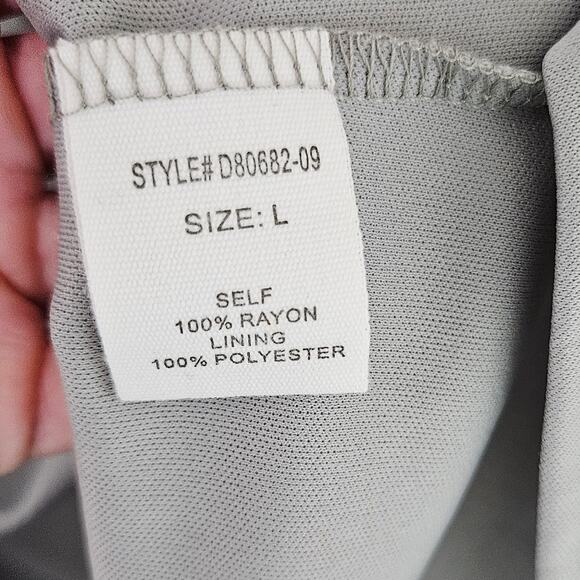 STYLE# D80682-09
SIZE: L
SELF
100% RAYON
LINING
100% POLYESTER